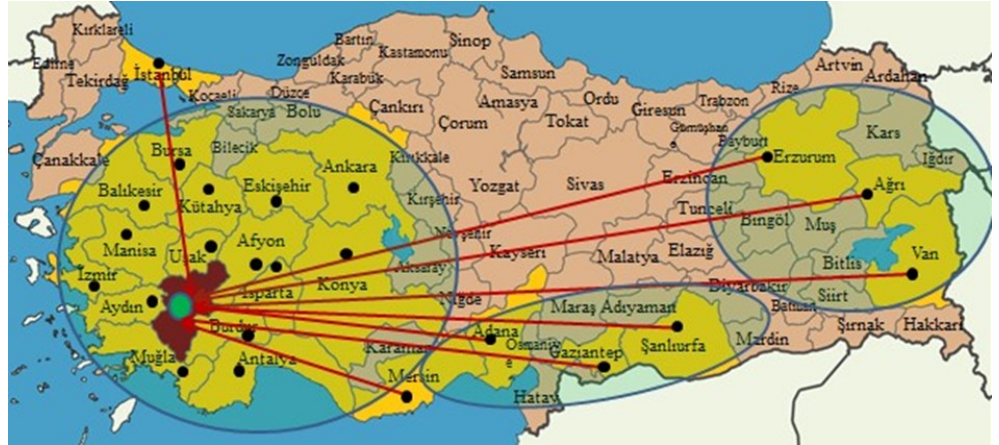 Kırklareli
Edirne
Tekirdağ
İstanbul
Kocaeli
Sakarya
Düzce
Bolu
Zonguldak
Bartın
Karabük
Kastamonu
Sinop
Çankırı
Samsun
Amasya
Çorum
Tokat
Ordu
Giresun
Trabzon
Gümüşhan
e
Rize
Artvin
Ardahan
Kars
Iğdır
Bayburt
Erzurum
Erzincan
Ağrı
Çanakkale
Bursa
Bilecik
Balıkesir
Kütahya
Eskişehir
Ankara
Kırıkkale
Kırşehir
Yozgat
Sivas
Tunceli
Bingöl
Muş
Van
Bitlis
Manisa
Uşak
Afyon
Nevşehir
Kayseri
Malatya
Elazığ
İzmir
Aydın
Isparta
Konya
Aksaray
Niğde
Maraş
Adıyaman
Diyarbakır
Batman
Siirt
Şırnak
Hakkari
Mardin
Burdur
Muğla
Antalya
Karaman
Mersin
Adana
Osmaniy
e
Gaziantep
Şanlıurfa
Hatay